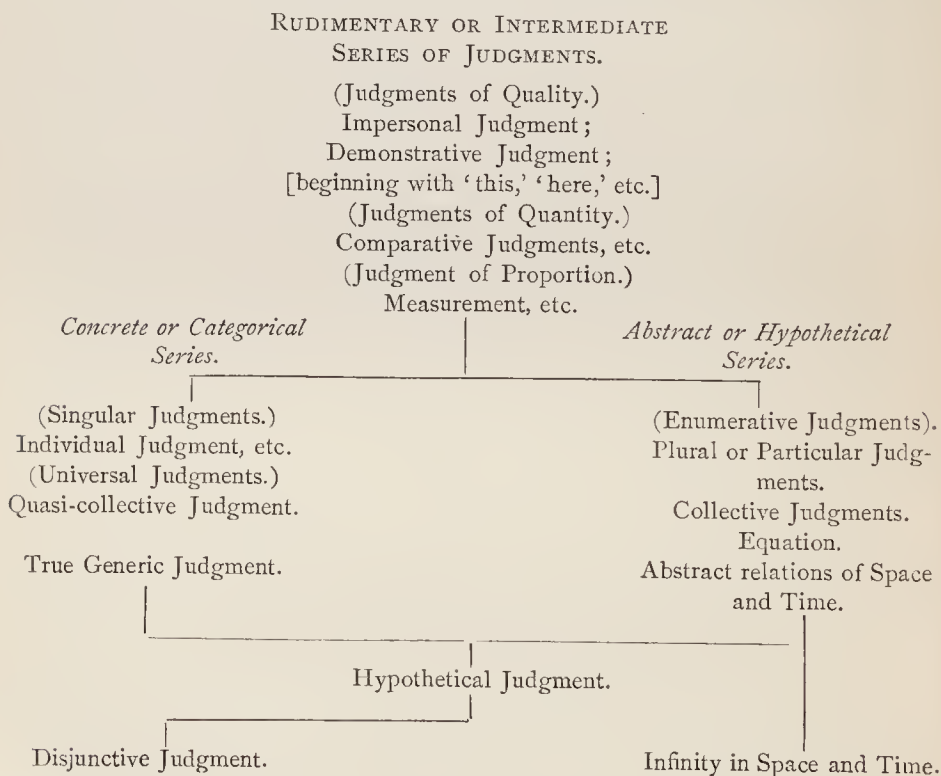 RUDIMENTARY OR INTERMEDIATE
SERIES OF JUDGMENTS.
(Judgments of Quality.)
Impersonal Judgment;
Demonstrative Judgment;
[beginning with ‘this,’ ‘here,’ etc.]
(Judgments of Quantity.)
Comparative Judgments, etc.
(Judgment of Proportion.)
Measurement, etc.
Concrete or Categorical
Series.
Abstract or Hypothetical
Series.
(Singular Judgments.)
Individual Judgment, etc.
(Universal Judgments.)
Quasi-collective Judgment.
True Generic Judgment.
(Enumerative Judgments).
Plural or Particular Judg-
ments.
Collective Judgments.
Equation.
Abstract relations of Space
and Time.
Hypothetical Judgment.
Disjunctive Judgment.
Infinity in Space and Time.